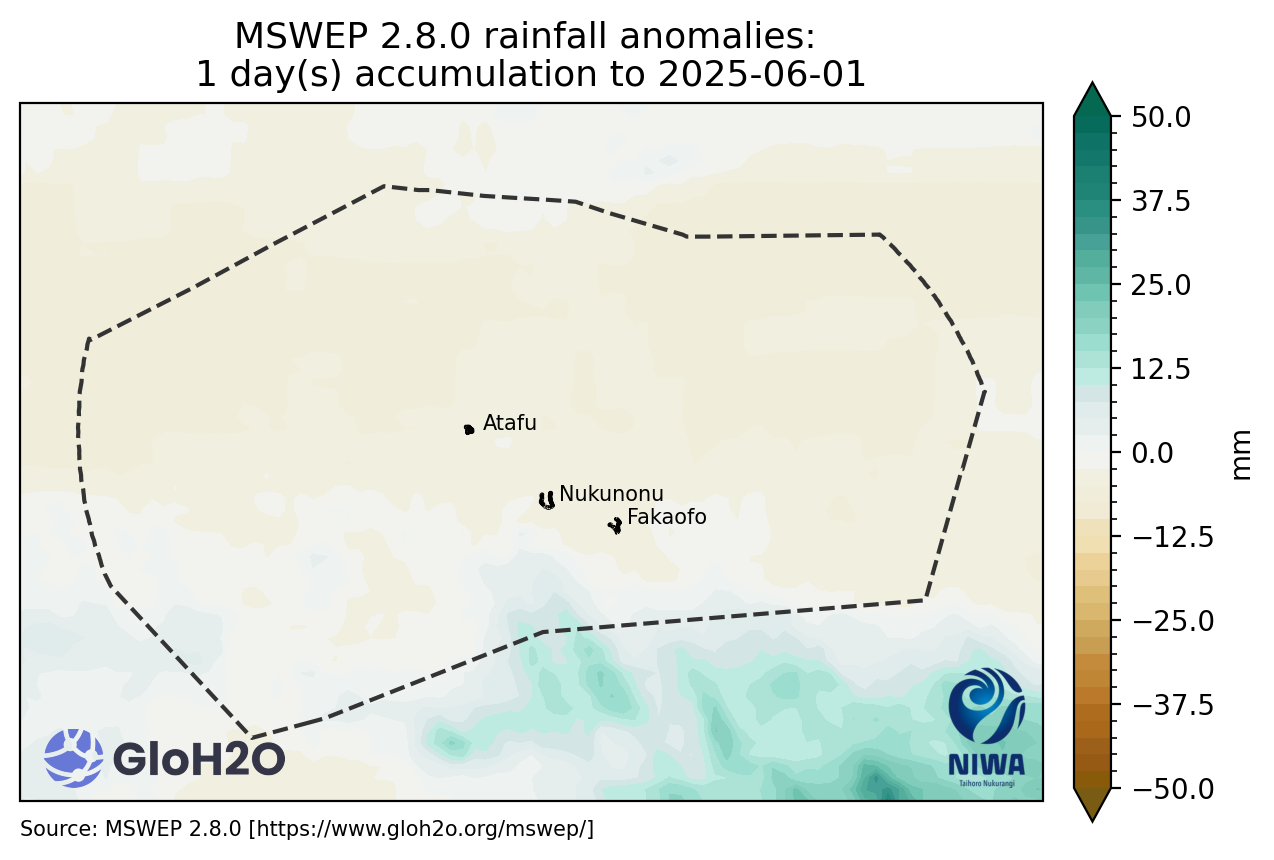 MSWEP 2.8.0 rainfall anomalies:
1 day(s) accumulation to 2025-06-01
50.0
37.5
25.0
12.5
0.0
−12.5
−25.0
−37.5
−50.0
mm
Atafu
Nukunonu
Fakaofo
GloH2O
NIWA
Taihoro Nukurangi
Source: MSWEP 2.8.0 [https://www.gloh2o.org/mswep/]